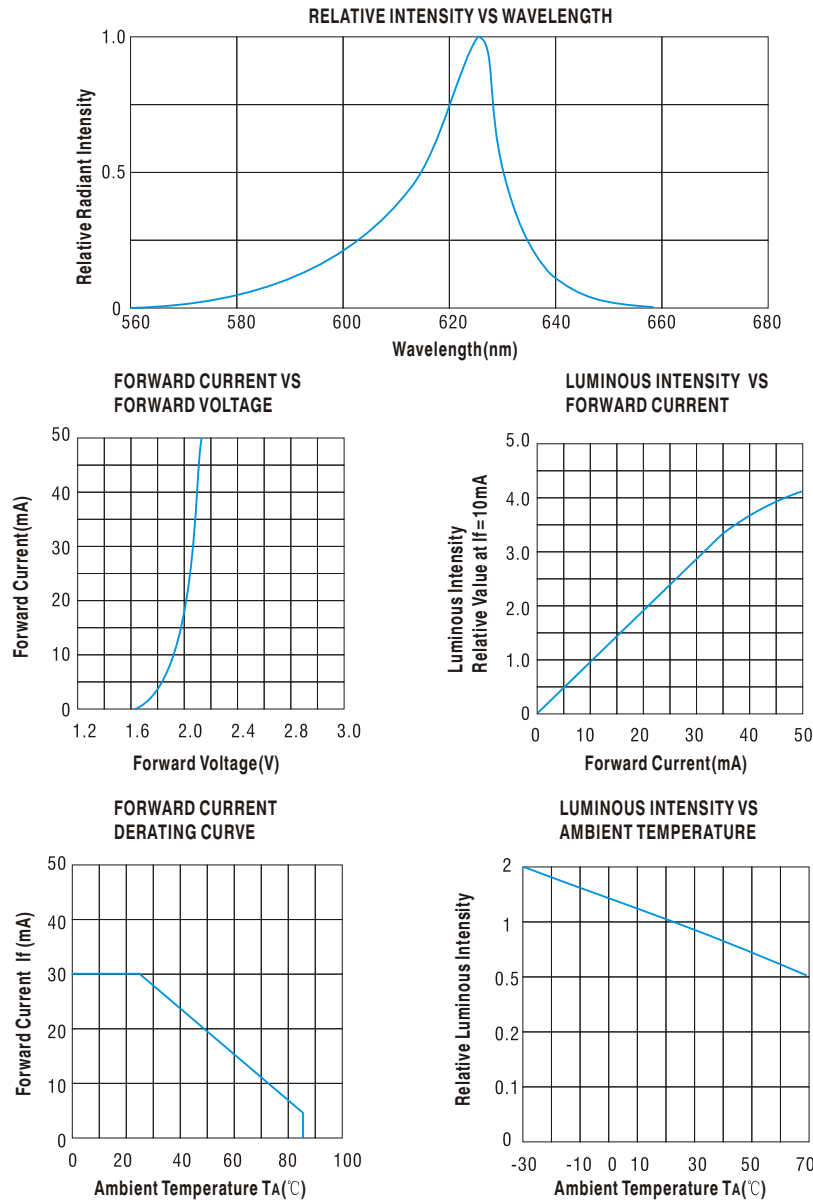 RELATIVE INTENSITY VS WAVELENGTH
1.0
0.5
0
Relative Radiant Intensity
560 580 600 620 640 660 680
Wavelength(nm)
FORWARD CURRENT VS
FORWARD VOLTAGE
50
40
30
20
10
0
Forward Current(mA)
1.2 1.6 2.0 2.4 2.8 3.0
Forward Voltage(V)
LUMINOUS INTENSITY VS
FORWARD CURRENT
5.0
4.0
3.0
2.0
1.0
0
Luminous Intensity
Relative Value at If=10mA
0 10 20 30 40 50
Forward Current(mA)
FORWARD CURRENT
DERATING CURVE
50
40
30
20
10
0
Forward Current If (mA)
0 20 40 60 80 100
Ambient Temperature TA(℃)
LUMINOUS INTENSITY VS
AMBIENT TEMPERATURE
2
1
0.5
0.2
0.1
0
Relative Luminous Intensity
-30 -10 0 10 30 50 70
Ambient Temperature TA(℃)